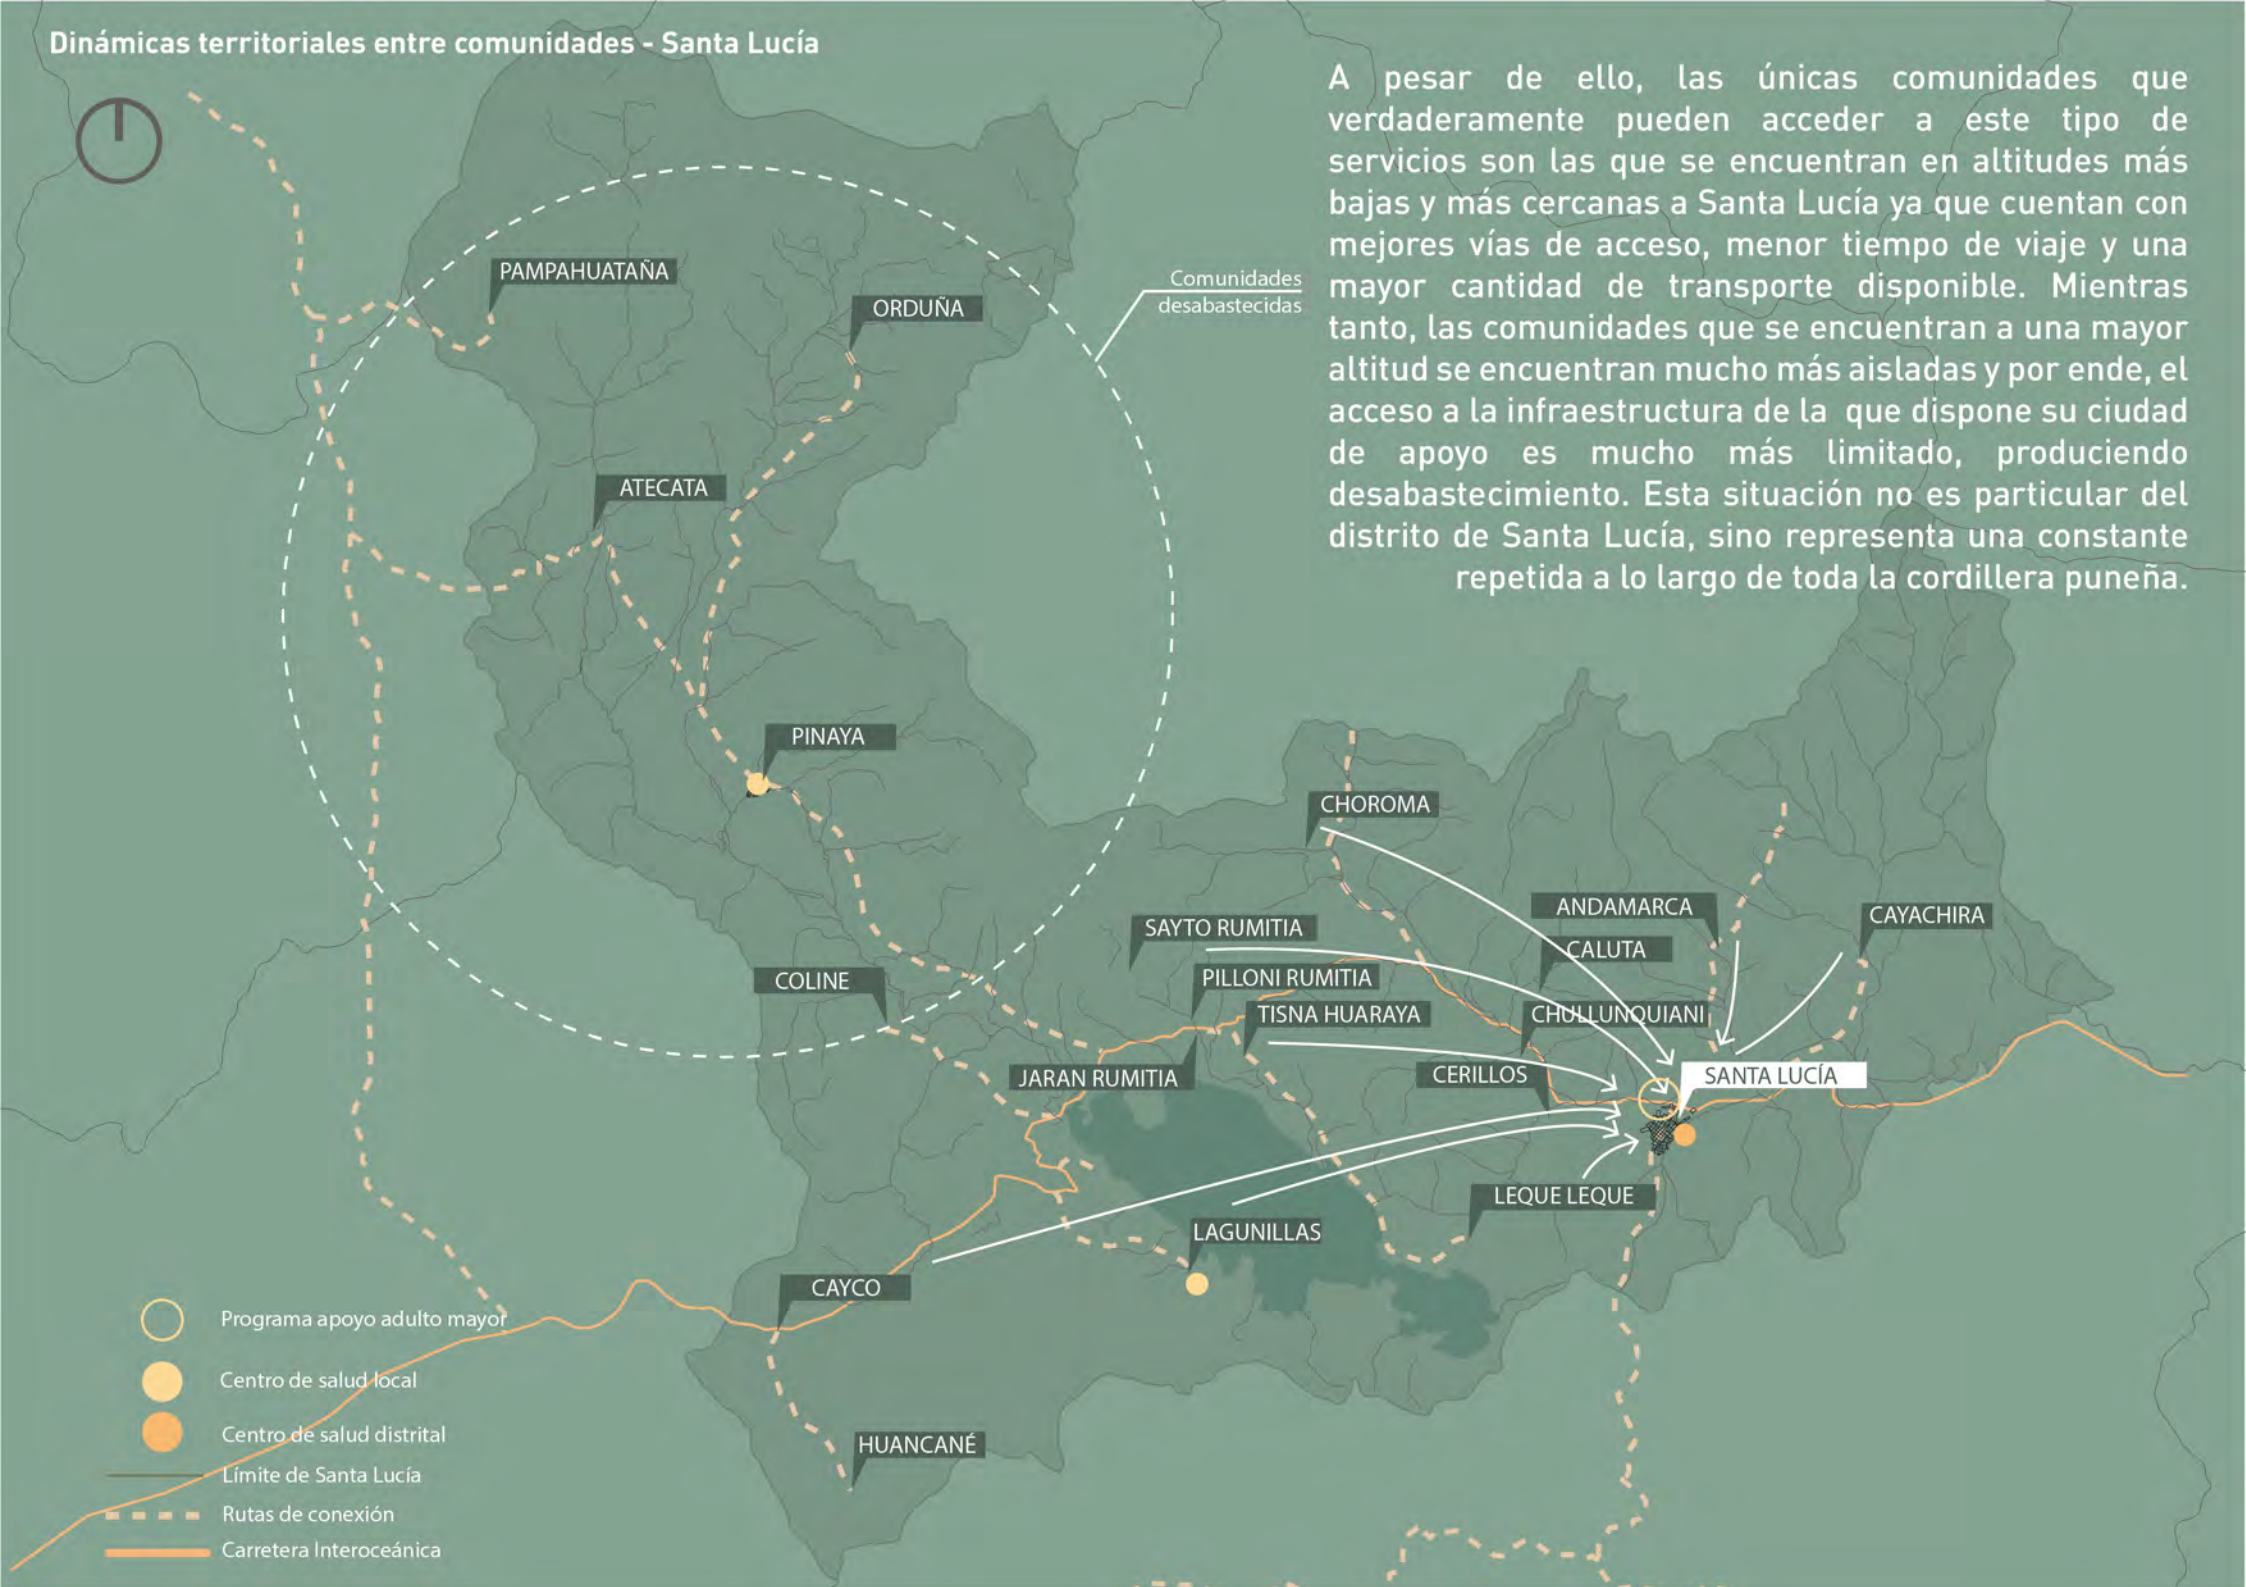 Dinámicas territoriales entre comunidades - Santa Lucía
A pesar de ello, las únicas comunidades que
verdaderamente pueden acceder a este tipo de
servicios son las que se encuentran en altitudes más
bajas y más cercanas a Santa Lucía ya que cuentan con
mejores vías de acceso, menor tiempo de viaje y una
mayor cantidad de transporte disponible. Mientras
tanto, las comunidades que se encuentran a una mayor
altitud se encuentran mucho más aisladas y por ende, el
acceso a la infraestructura de la que dispone su ciudad
de apoyo es mucho más limitado, produciendo
desabastecimiento. Esta situación no es particular del
distrito de Santa Lucía, sino representa una constante
repetida a lo largo de toda la cordillera puneña.
PAMPAHUATAÑA
ORDUÑA
Comunidades
desabastecidas
ATECATA
PINAYA
CHOROMA
ANDAMARCA
CAYACHIRA
SAYTO RUMITIA
CALUTA
COLINE
PILLONI RUMITIA
TISNA HUARAYA
CHULLUNQUIANI
JARAN RUMITIA
CERILLOS
SANTA LUCÍA
LEQUE LEQUE
LAGUNILLAS
CAYCO
HUANCANÉ
Programa apoyo adulto mayor
Centro de salud local
Centro de salud distrital
Límite de Santa Lucía
Rutas de conexión
Carretera Interoceánica